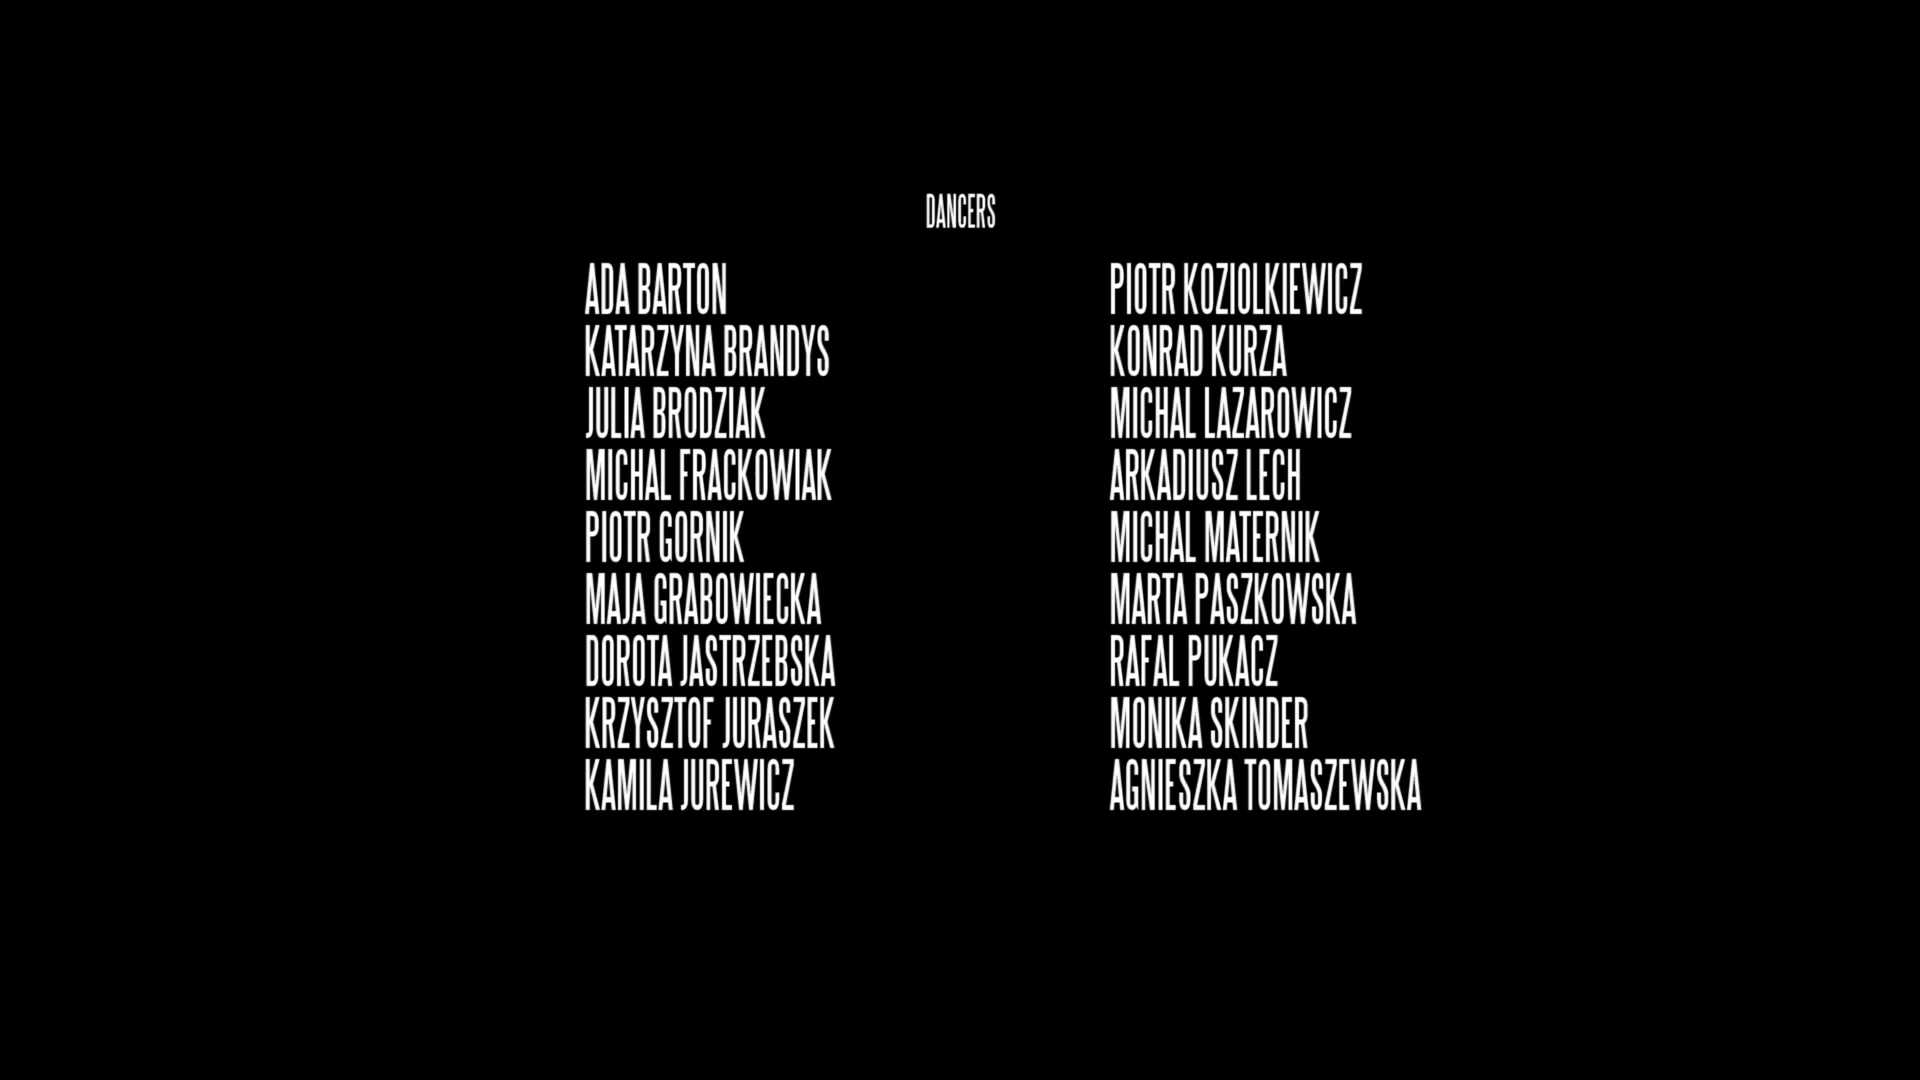 DANCERS
ADA BARTON
KATARZYNA BRANDYS
JULIA BRODZIAK
MICHAL FRACKOWIAK
PIOTR GORNIK
MAJA GRABOWIECKA
DOROTA JASTRZEBSKA
KRZYSZTOF JURASZEK
KAMILA JUREWICZ
PIOTR KOZIOLKIEWICZ
KONRAD KURZA
MICHAL LAZAROWICZ
ARKADIUSZ LECH
MICHAL MATERNIK
MARTA PASZKOWSKA
RAFAL PUKACZ
MONIKA SKINDER
AGNIESZKA TOMASZEWSKA